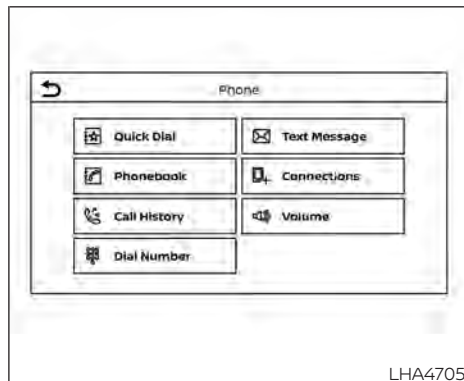 Phone
Quick Dial
Text Message
Phonebook
Connections
Call History
Volume
Dial Number
LHA4705